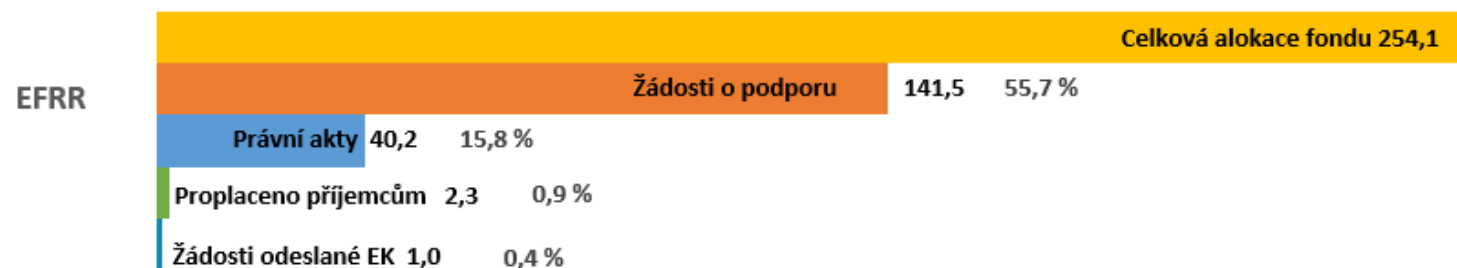 Celková alokace fondu 254,1
EFRR
Žádosti o podporu 141,5 55,7 %
Právní akty 40,2 15,8 %
Proplaceno příjemcům 2,3 0,9 %
Žádosti odeslané EK 1,0 0,4 %